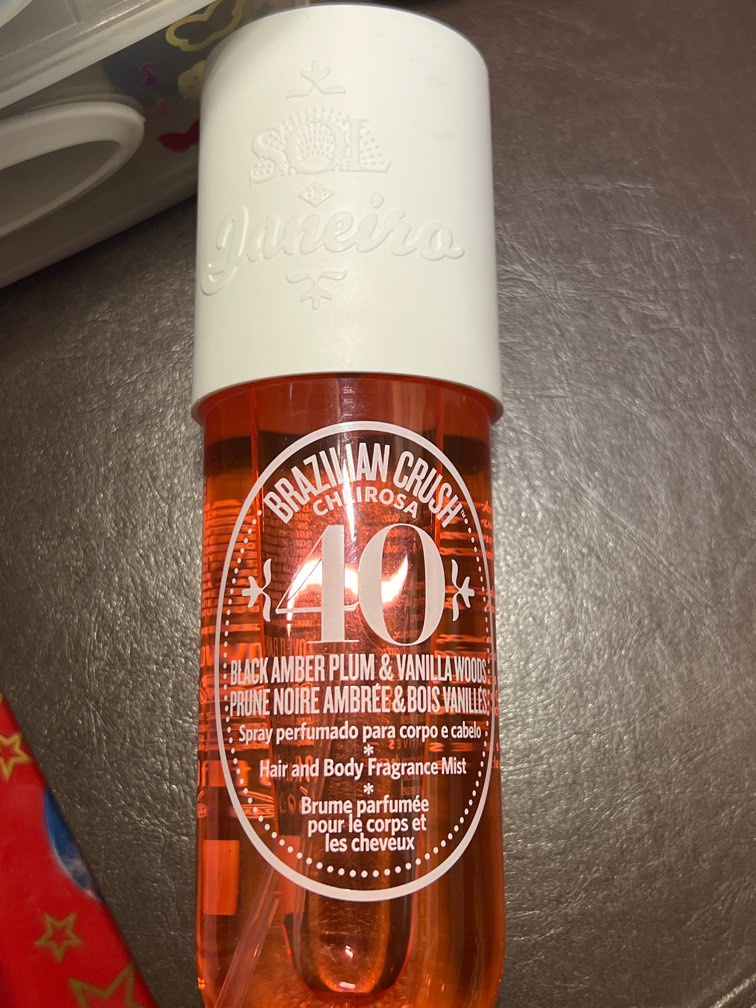 SOL
de
Janeiro
BRAZILIAN CRUSH™
CHEIROSA
40
BLACK AMBER PLUM & VANILLA WOODS
PRUNE NOIRE AMBRÉE & BOIS VANILLÉS
Spray perfumado para corpo e cabelo
*
Hair and Body Fragrance Mist
*
Brume parfumée
pour le corps et
les cheveux